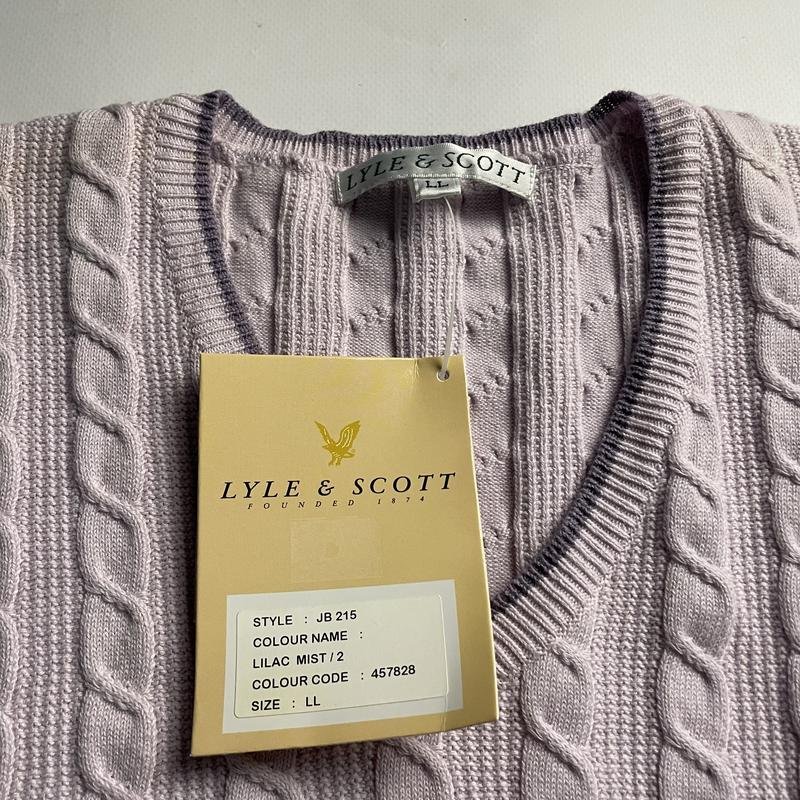 LYLE & SCOTT
LL
LYLE & SCOTT
FOUNDED 1874
STYLE : JB 215
COLOUR NAME :
LILAC MIST / 2
COLOUR CODE : 457828
SIZE : LL